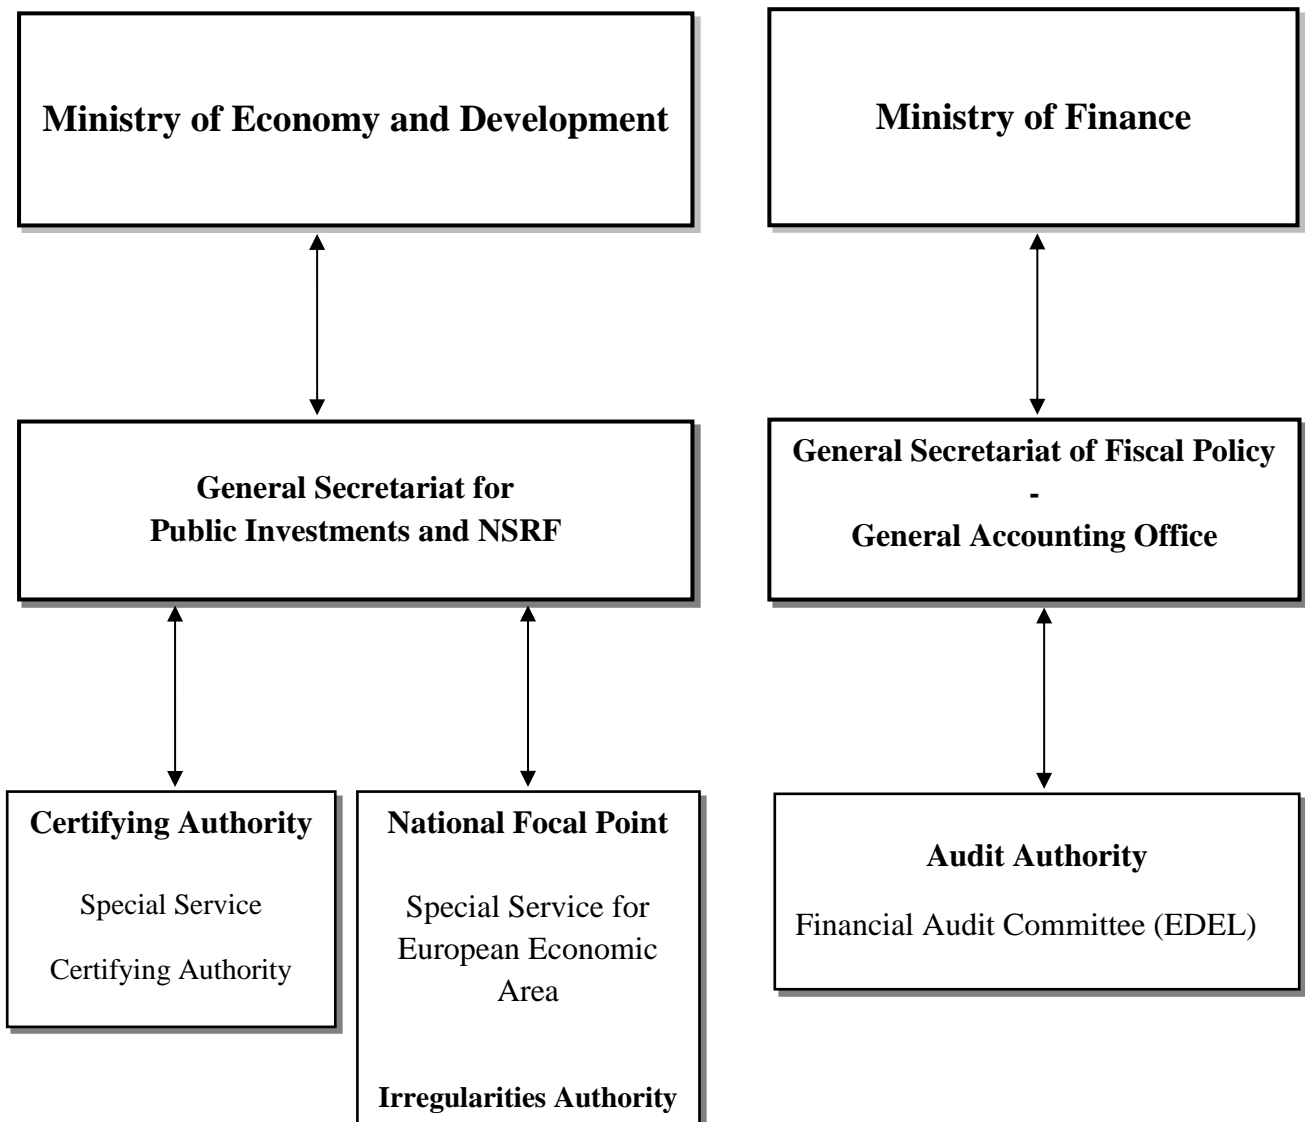 Ministry of Economy and Development
Ministry of Finance
General Secretariat for
Public Investments and NSRF
General Secretariat of Fiscal Policy
-
General Accounting Office
Certifying Authority
Special Service
Certifying Authority
National Focal Point
Special Service for
European Economic
Area
Irregularities Authority
Audit Authority
Financial Audit Committee (EDEL)